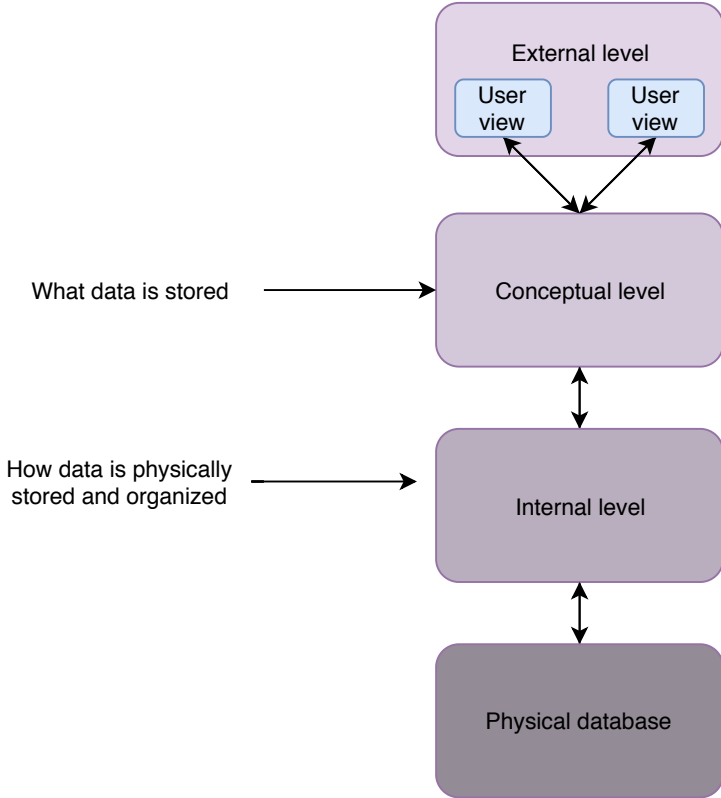 External level
User
view
User
view
What data is stored
Conceptual level
How data is physically
stored and organized
Internal level
Physical database